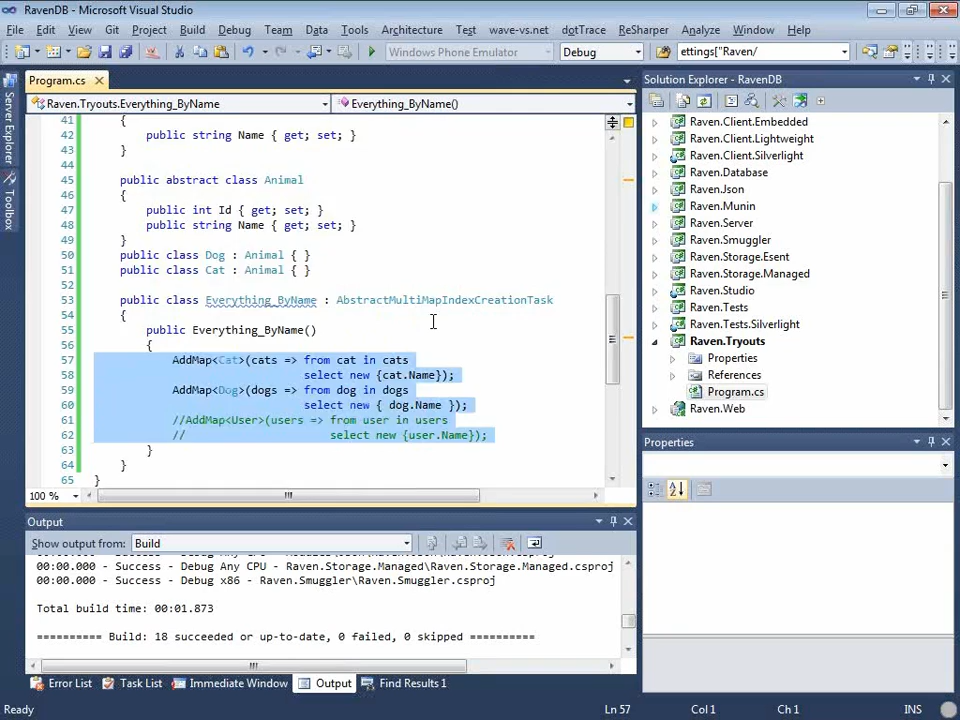 RavenDB - Microsoft Visual Studio
File Edit View Git Project Build Debug Team Data Tools Architecture Test wave-vs.net dotTrace ReSharper Analyze Window Help
Windows Phone Emulator Debug ettings["Raven/
Program.cs
Solution Explorer - RavenDB
Server Explorer
Toolbox
Raven.Tryouts.Everything_ByName Everything_ByName()
41 {
42 public string Name { get; set; }
43 }
44
45 public abstract class Animal
46 {
47 public int Id { get; set; }
48 public string Name { get; set; }
49 }
50 public class Dog : Animal { }
51 public class Cat : Animal { }
52
53 public class Everything_ByName : AbstractMultiMapIndexCreationTask
54 {
55 public Everything_ByName()
56 {
57 AddMap<Cat>(cats => from cat in cats
58 select new {cat.Name});
59 AddMap<Dog>(dogs => from dog in dogs
60 select new { dog.Name });
61 //AddMap<User>(users => from user in users
62 // select new {user.Name});
63 }
64 }
65 }
100 %
Raven.Client.Embedded
Raven.Client.Lightweight
Raven.Client.Silverlight
Raven.Database
Raven.Json
Raven.Munin
Raven.Server
Raven.Smuggler
Raven.Storage.Esent
Raven.Storage.Managed
Raven.Studio
Raven.Tests
Raven.Tests.Silverlight
Raven.Tryouts
Properties
References
Program.cs
Raven.Web
Properties
Output
Show output from: Build
00:00.000 - Success - Debug Any CPU - Raven.Storage.Managed\Raven.Storage.Managed.csproj
00:00.000 - Success - Debug x86 - Raven.Smuggler\Raven.Smuggler.csproj
Total build time: 00:01.873
========== Build: 18 succeeded or up-to-date, 0 failed, 0 skipped ==========
Error List Task List Immediate Window Output Find Results 1
Ready Ln 57 Col 1 Ch 1 INS